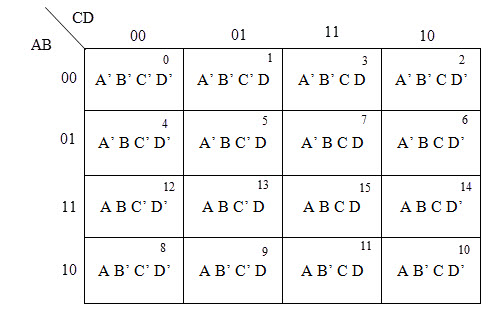 CD
AB
00 01 11 10
0 1 3 2
00 A' B' C' D' A' B' C' D A' B' C D A' B' C D'
4 5 7 6
01 A' B C' D' A' B C' D A' B C D A' B C D'
12 13 15 14
11 A B C' D' A B C' D A B C D A B C D'
8 9 11 10
10 A B' C' D' A B' C' D A B' C D A B' C D'